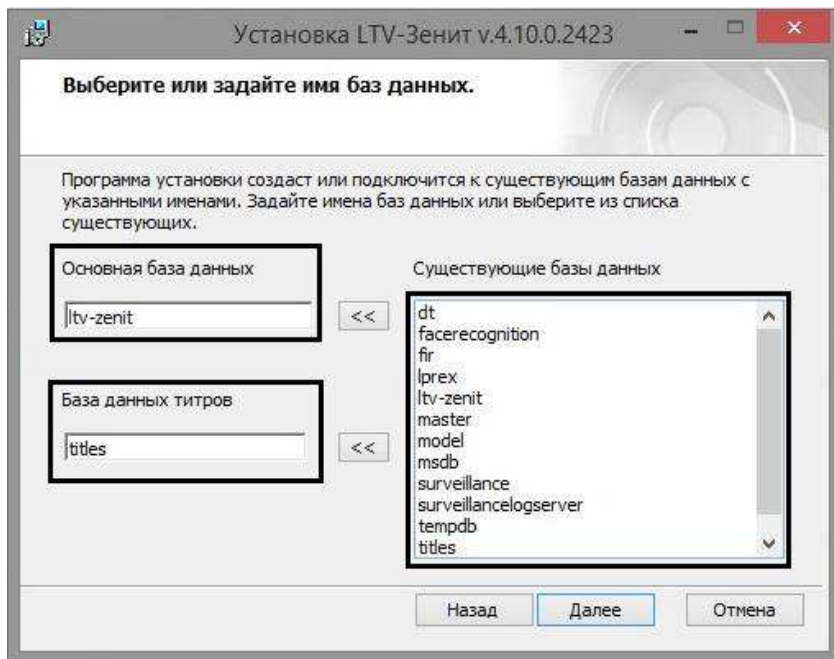 Установка LTV-Зенит v.4.10.0.2423
Выберите или задайте имя баз данных.
Программа установки создаст или подключится к существующим базам данных с
указанными именами. Задайте имена баз данных или выберите из списка
существующих.
Основная база данных
ltv-zenit
<<
База данных титров
titles
<<
Существующие базы данных
dt
facerecognition
fir
lprex
ltv-zenit
master
model
msdb
surveillance
surveillancelogserver
tempdb
titles
Назад
Далее
Отмена